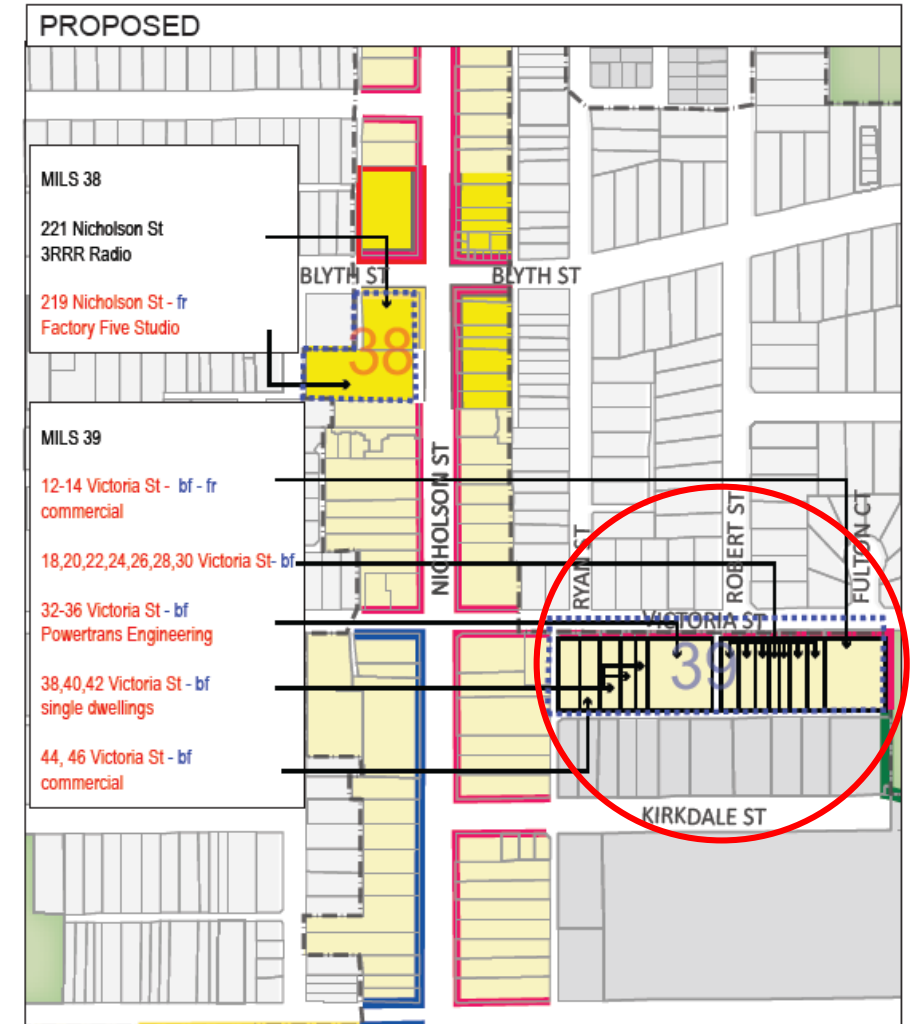 PROPOSED
MILS 38
221 Nicholson St
3RRR Radio
219 Nicholson St - fr
Factory Five Studio
BLYTH ST
BLYTH ST
38
MILS 39
12-14 Victoria St - bf - fr
commercial
18,20,22,24,26,28,30 Victoria St- bf
32-36 Victoria St - bf
Powertrans Engineering
38,40,42 Victoria St - bf
single dwellings
44, 46 Victoria St - bf
commercial
NICHOLSON ST
RYAN ST
ROBERT ST
FULTON CT
VICTORIA ST
39
KIRKDALE ST